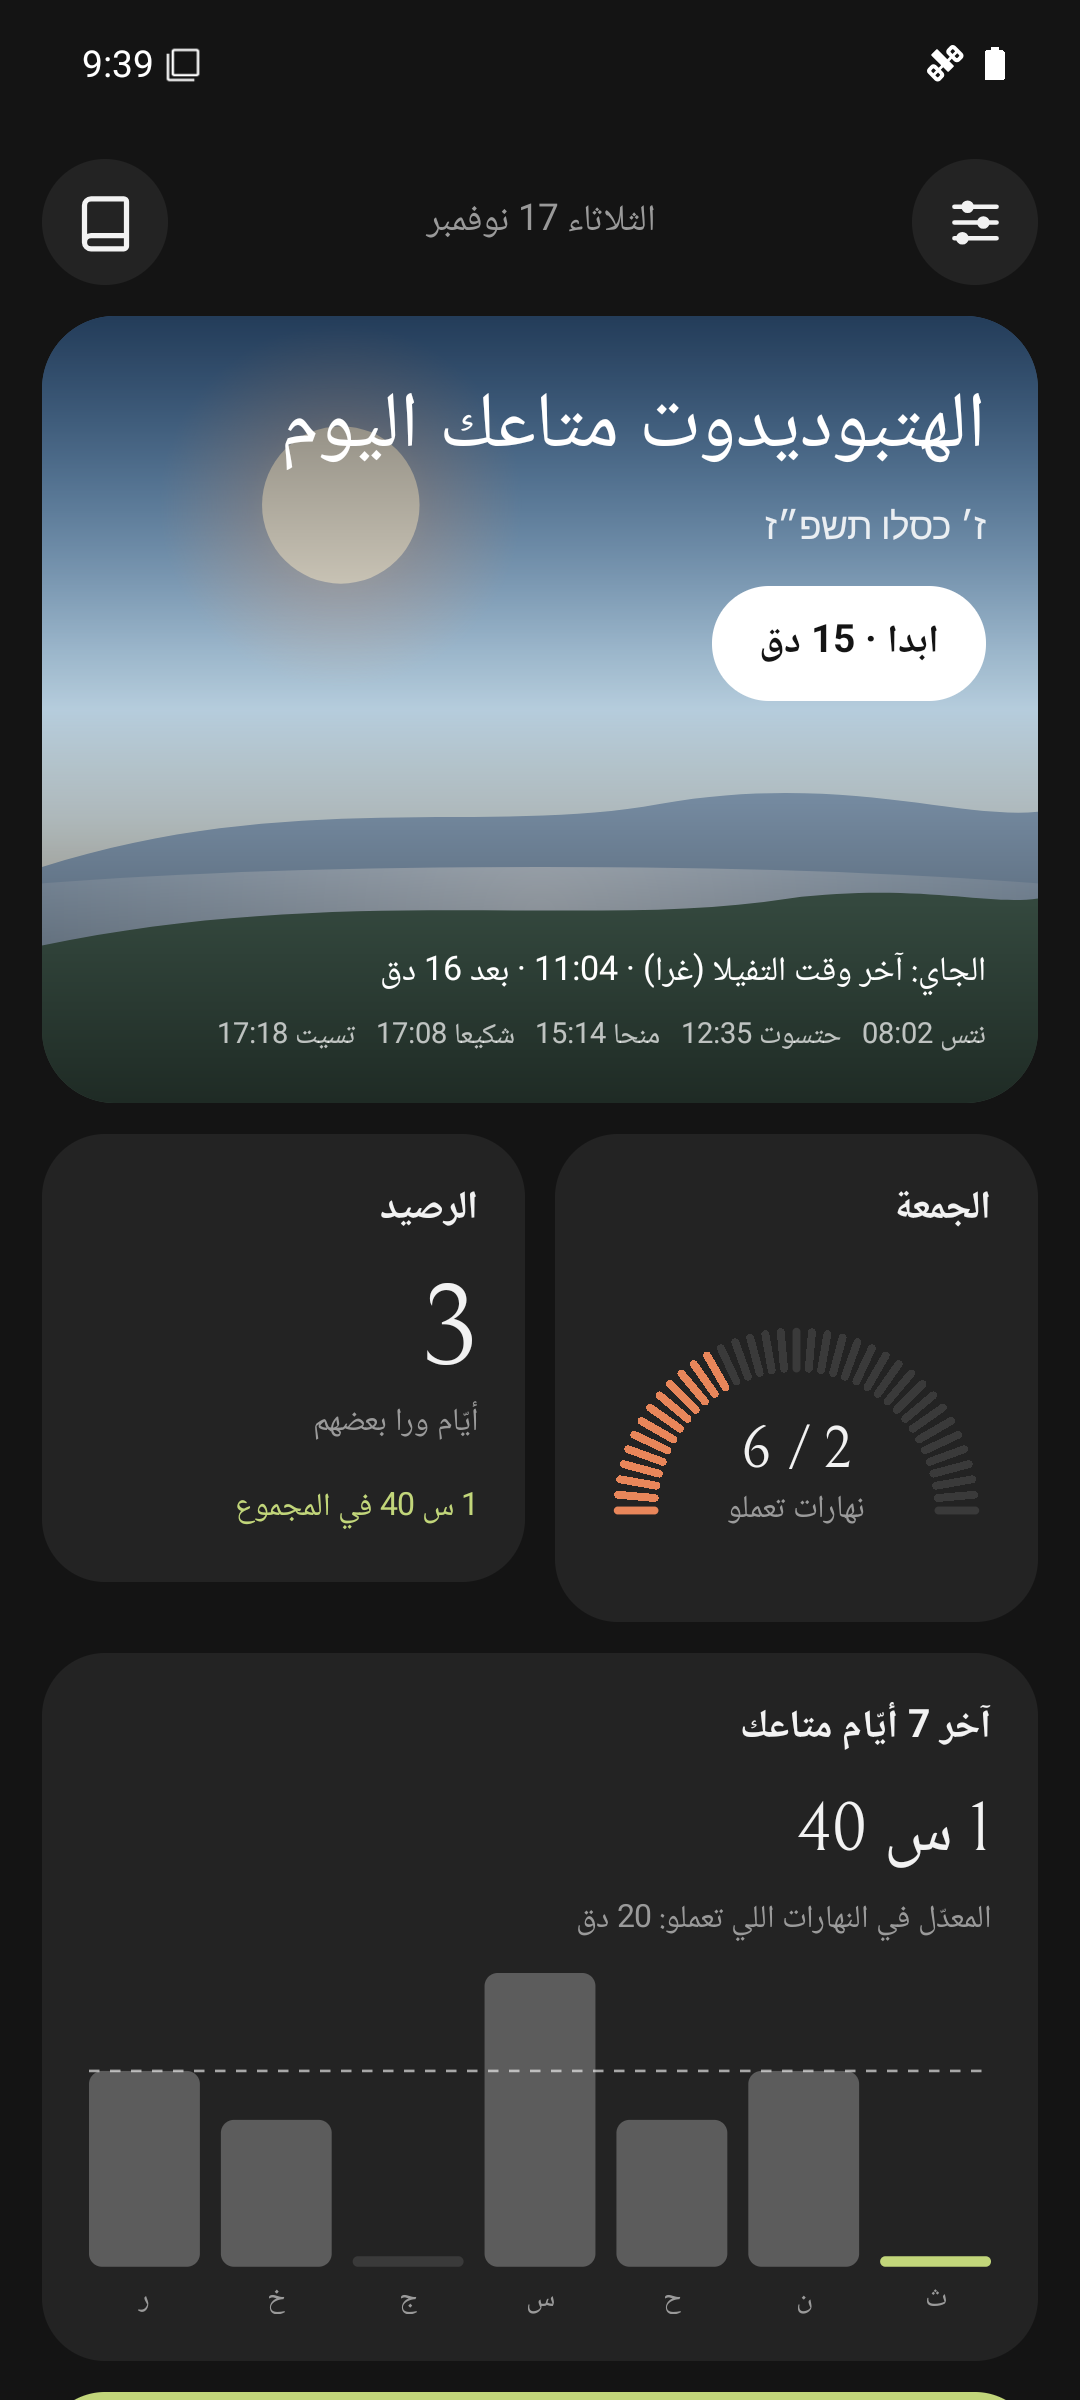 9:39
الثلاثاء 17 نوفمبر
الهتبوديدوت متاعك اليوم
ז׳ כסלו תשפ״ז
ابدا · 15 دق
الجاي: آخر وقت التفيلا (غرا) · 11:04 · بعد 16 دق
نتس 08:02 حتسوت 12:35 منحا 15:14 شكيعا 17:08 تسيت 17:18
الجمعة
2 / 6
نهارات تعملو
الرصيد
3
أيّام ورا بعضهم
1 س 40 في المجموع
آخر 7 أيّام متاعك
1 س 40
المعدّل في النهارات اللي تعملو: 20 دق
ث ن ح س ج خ ر